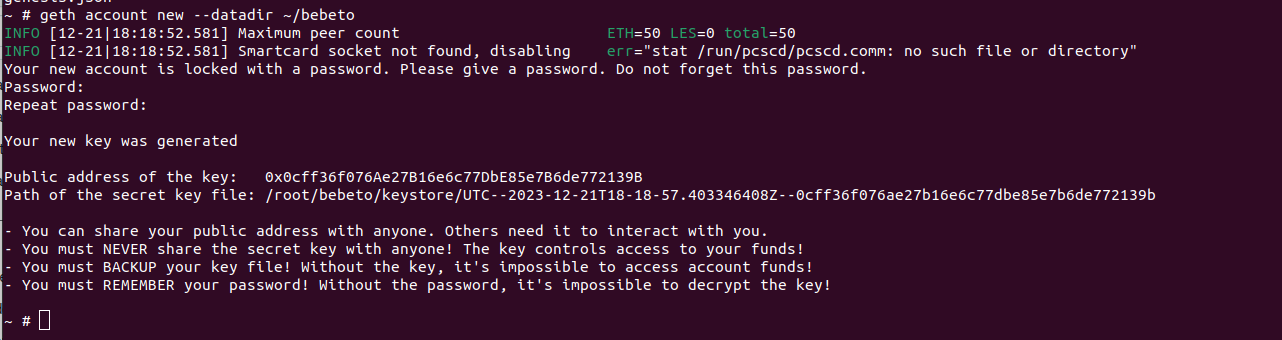 genesis.json
~ # geth account new --datadir ~/bebeto
INFO [12-21|18:18:52.581] Maximum peer count                       ETH=50 LES=0 total=50
INFO [12-21|18:18:52.581] Smartcard socket not found, disabling    err="stat /run/pcscd/pcscd.comm: no such file or directory"
Your new account is locked with a password. Please give a password. Do not forget this password.
Password:
Repeat password:
Your new key was generated
Public address of the key:   0x0cff36f076Ae27B16e6c77DbE85e7B6de772139B
Path of the secret key file: /root/bebeto/keystore/UTC--2023-12-21T18-18-57.403346408Z--0cff36f076ae27b16e6c77dbe85e7b6de772139b
- You can share your public address with anyone. Others need it to interact with you.
- You must NEVER share the secret key with anyone! The key controls access to your funds!
- You must BACKUP your key file! Without the key, it's impossible to access account funds!
- You must REMEMBER your password! Without the password, it's impossible to decrypt the key!
~ #